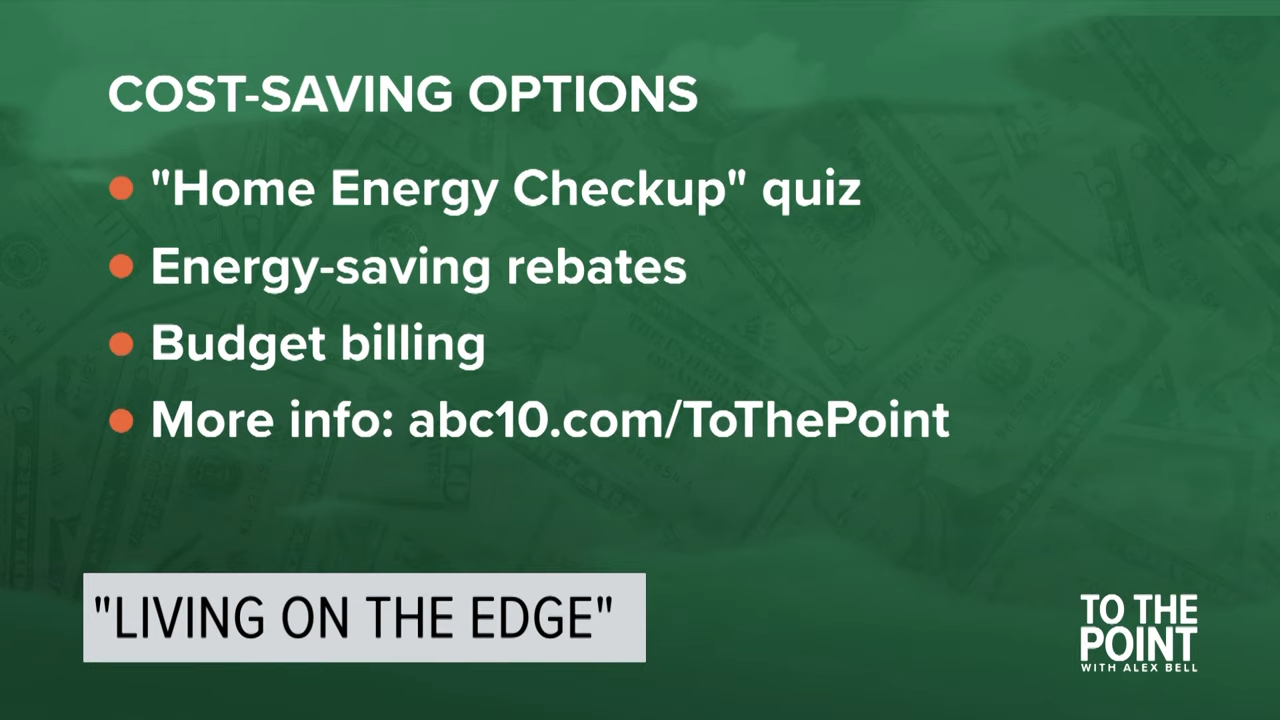 COST-SAVING OPTIONS
"Home Energy Checkup" quiz
Energy-saving rebates
Budget billing
More info: abc10.com/ToThePoint
"LIVING ON THE EDGE"
TO THE
POINT
WITH ALEX BELL